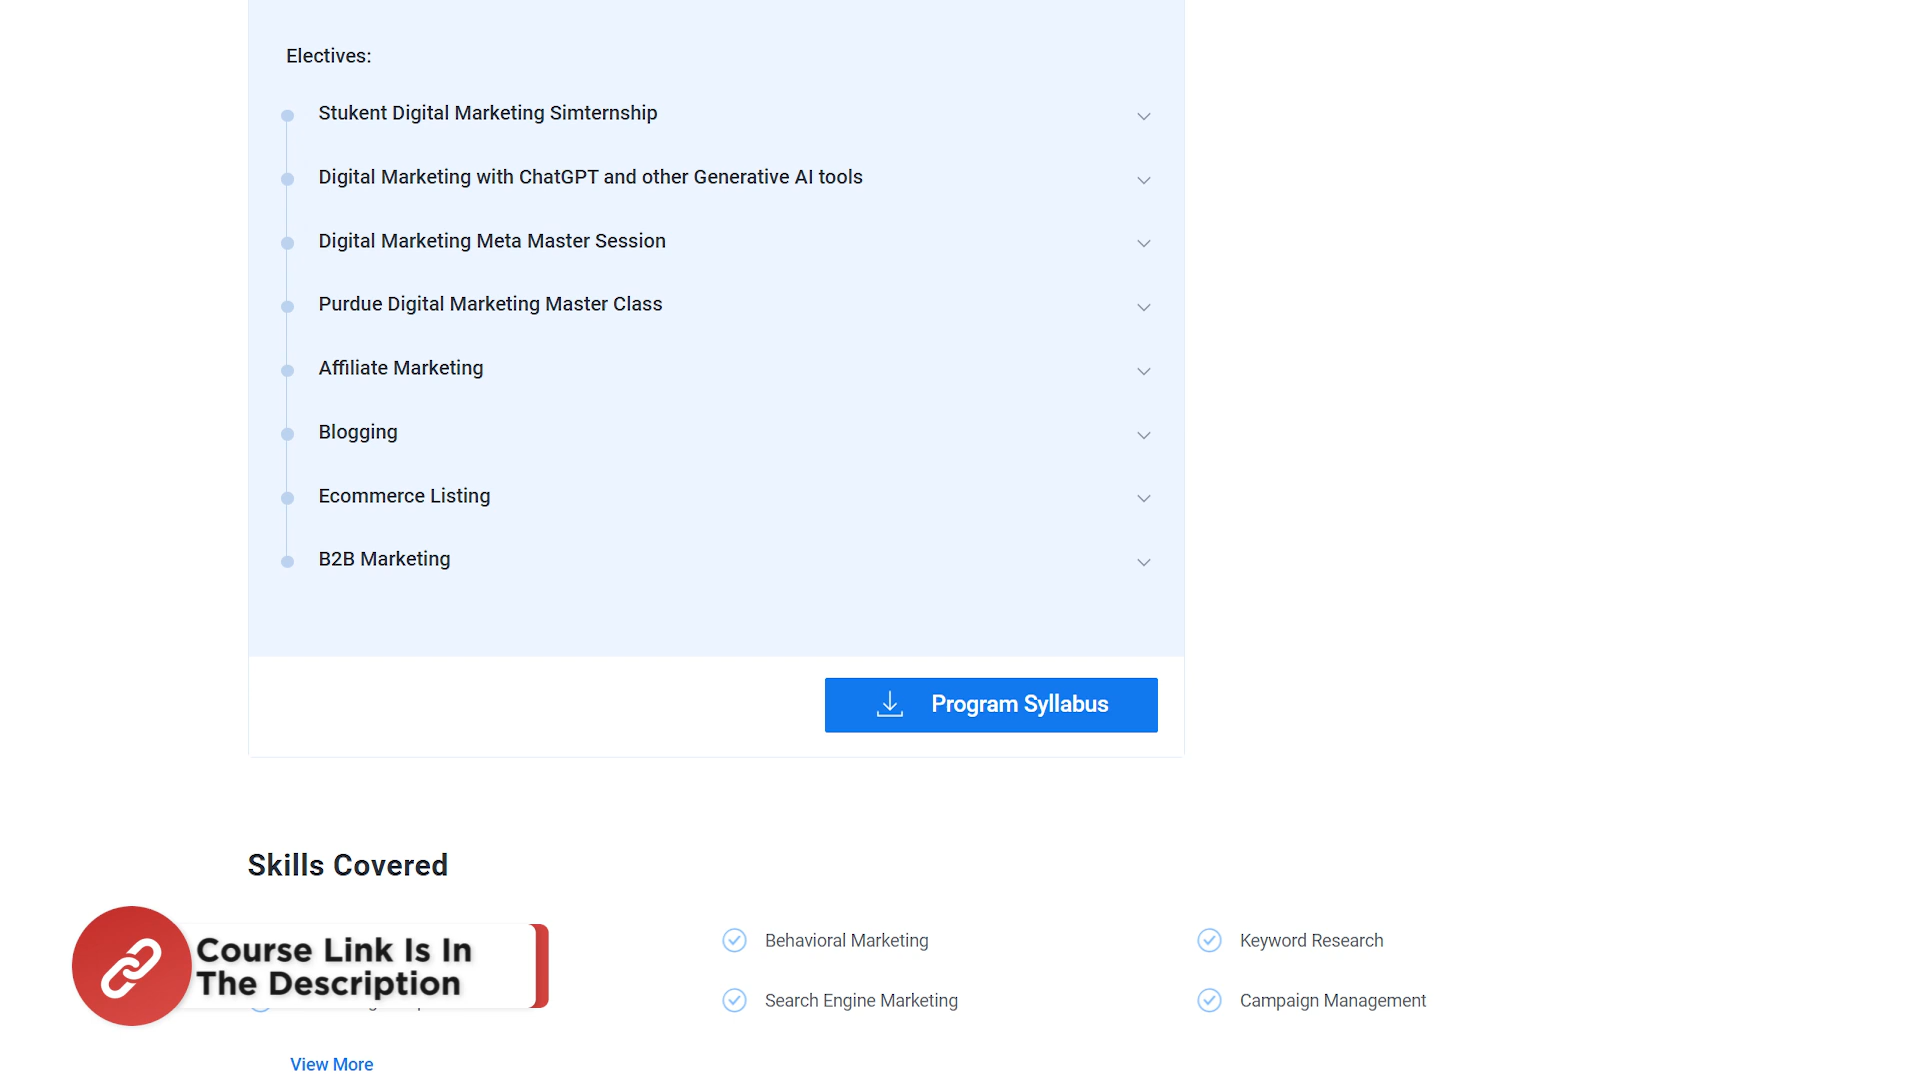 Electives:
Stukent Digital Marketing Simternship
Digital Marketing with ChatGPT and other Generative AI tools
Digital Marketing Meta Master Session
Purdue Digital Marketing Master Class
Affiliate Marketing
Blogging
Ecommerce Listing
B2B Marketing
Program Syllabus
Skills Covered
Behavioral Marketing
Keyword Research
Course Link Is In
The Description
Search Engine Marketing
Campaign Management
View More